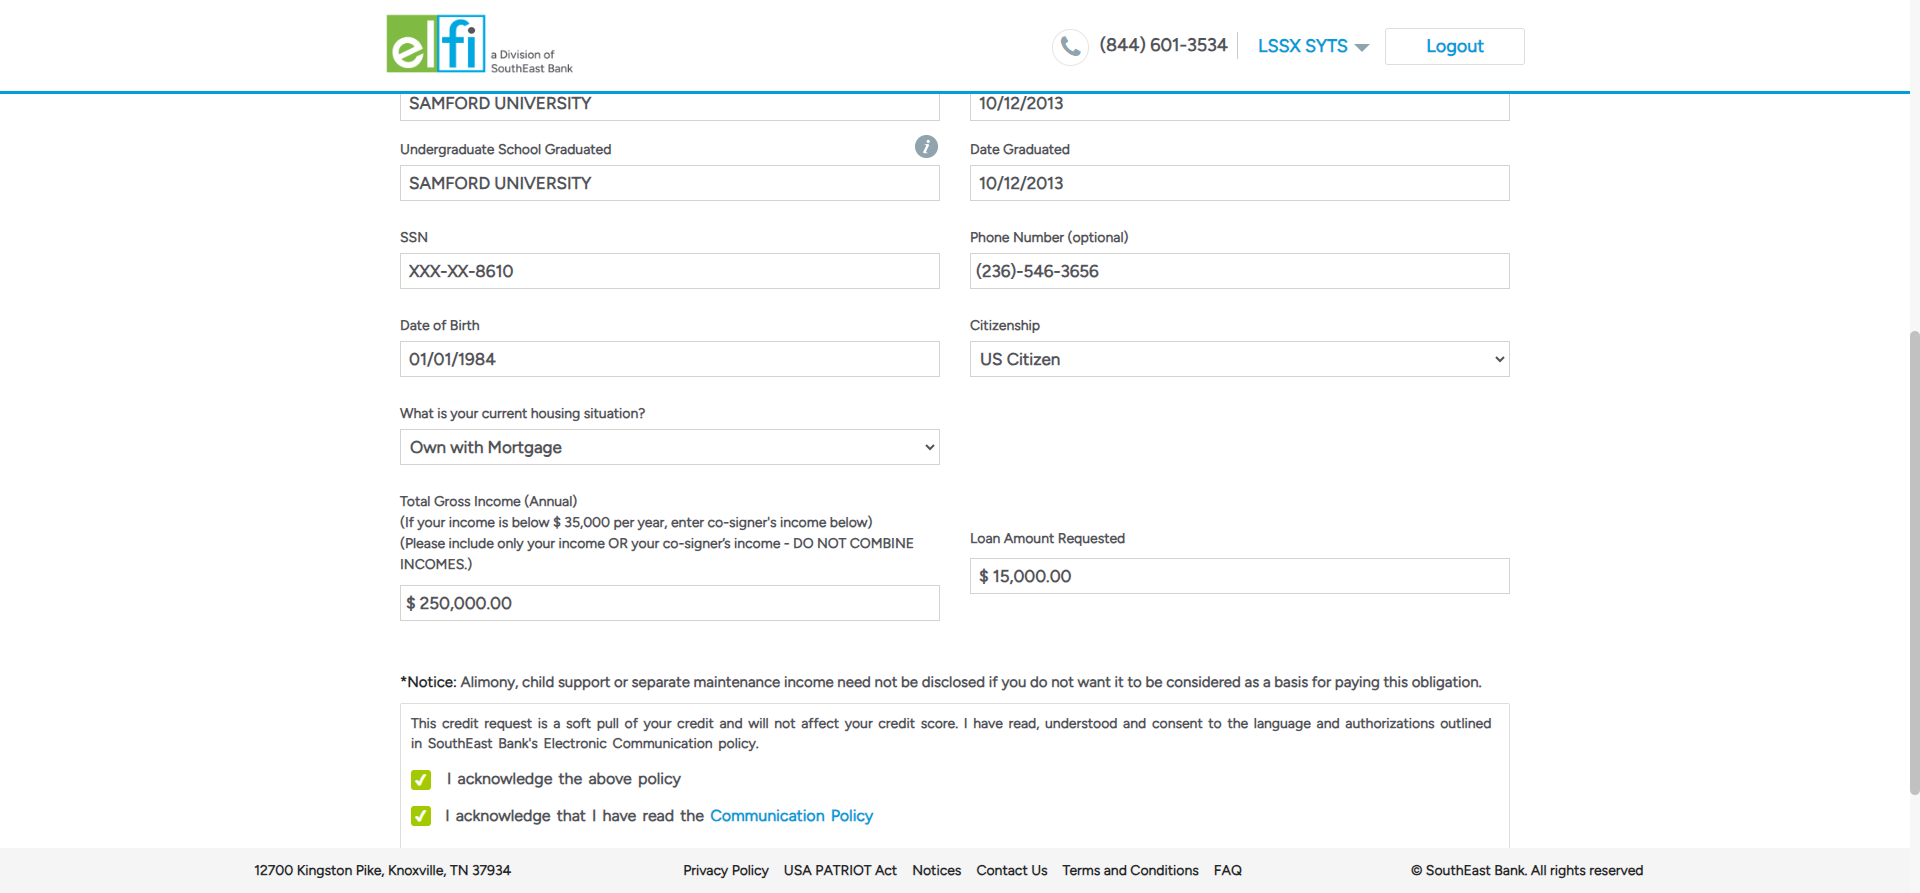 elfi
a Division of
SouthEast Bank
(844) 601-3534
LSSX SYTS
Logout
SAMFORD UNIVERSITY
10/12/2013
Undergraduate School Graduated
i
Date Graduated
SAMFORD UNIVERSITY
10/12/2013
SSN
Phone Number (optional)
XXX-XX-8610
(236)-546-3656
Date of Birth
Citizenship
01/01/1984
US Citizen
What is your current housing situation?
Own with Mortgage
Total Gross Income (Annual)
(If your income is below $ 35,000 per year, enter co-signer's income below)
(Please include only your income OR your co-signer's income - DO NOT COMBINE
INCOMES.)
Loan Amount Requested
$ 15,000.00
$ 250,000.00
*Notice: Alimony, child support or separate maintenance income need not be disclosed if you do not want it to be considered as a basis for paying this obligation.
This credit request is a soft pull of your credit and will not affect your credit score. I have read, understood and consent to the language and authorizations outlined
in SouthEast Bank's Electronic Communication policy.
I acknowledge the above policy
I acknowledge that I have read the Communication Policy
12700 Kingston Pike, Knoxville, TN 37934
Privacy Policy USA PATRIOT Act Notices Contact Us Terms and Conditions FAQ
© SouthEast Bank. All rights reserved